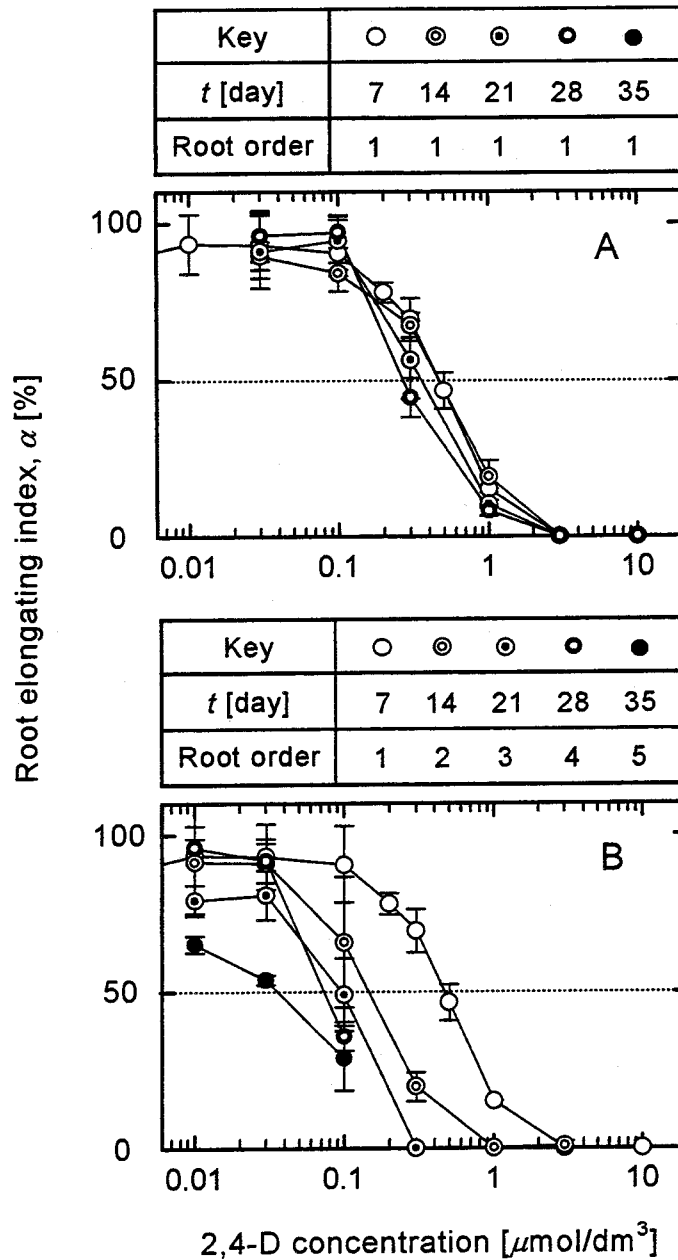 Key
t [day] 7 14 21 28 35
Root order 1 1 1 1 1
A
100
50
0
0.01 0.1 1 10
Root elongating index, α [%]
Key
t [day] 7 14 21 28 35
Root order 1 2 3 4 5
B
100
50
0
0.01 0.1 1 10
2,4-D concentration [μmol/dm³]